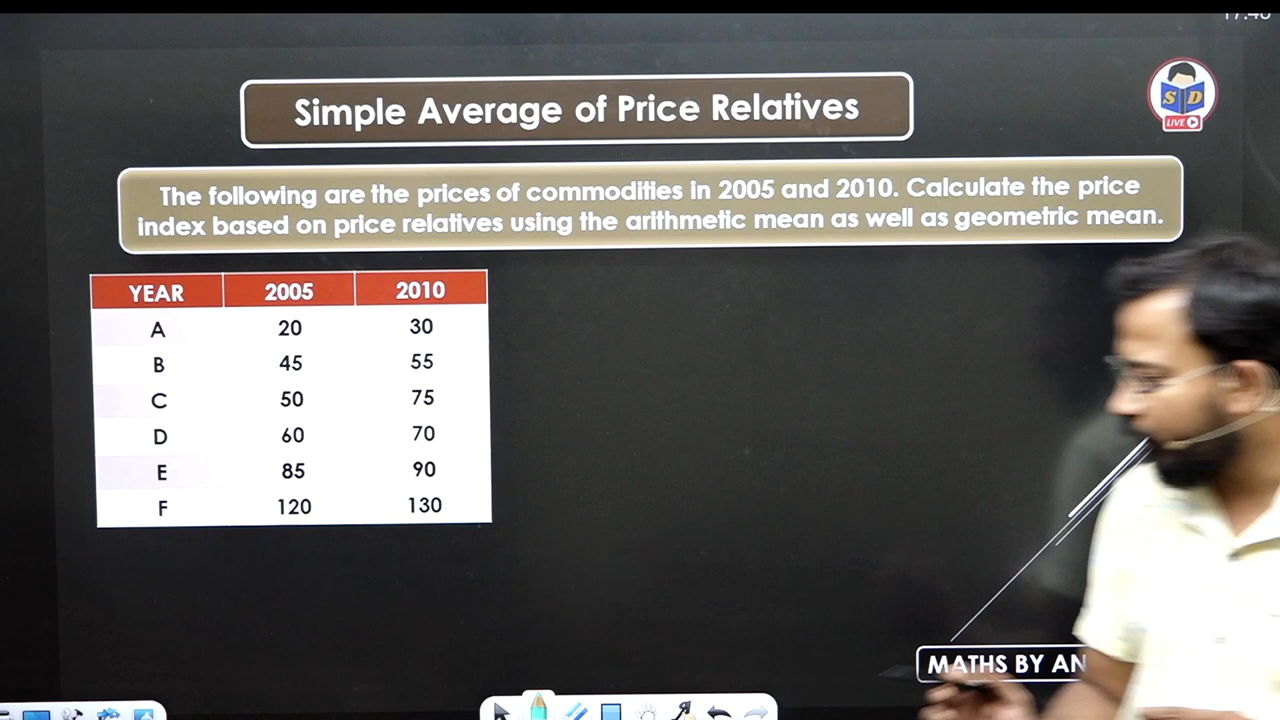 Simple Average of Price Relatives
S D
LIVE
The following are the prices of commodities in 2005 and 2010. Calculate the price
index based on price relatives using the arithmetic mean as well as geometric mean.
YEAR 2005 2010
A 20 30
B 45 55
C 50 75
D 60 70
E 85 90
F 120 130
MATHS BY AN